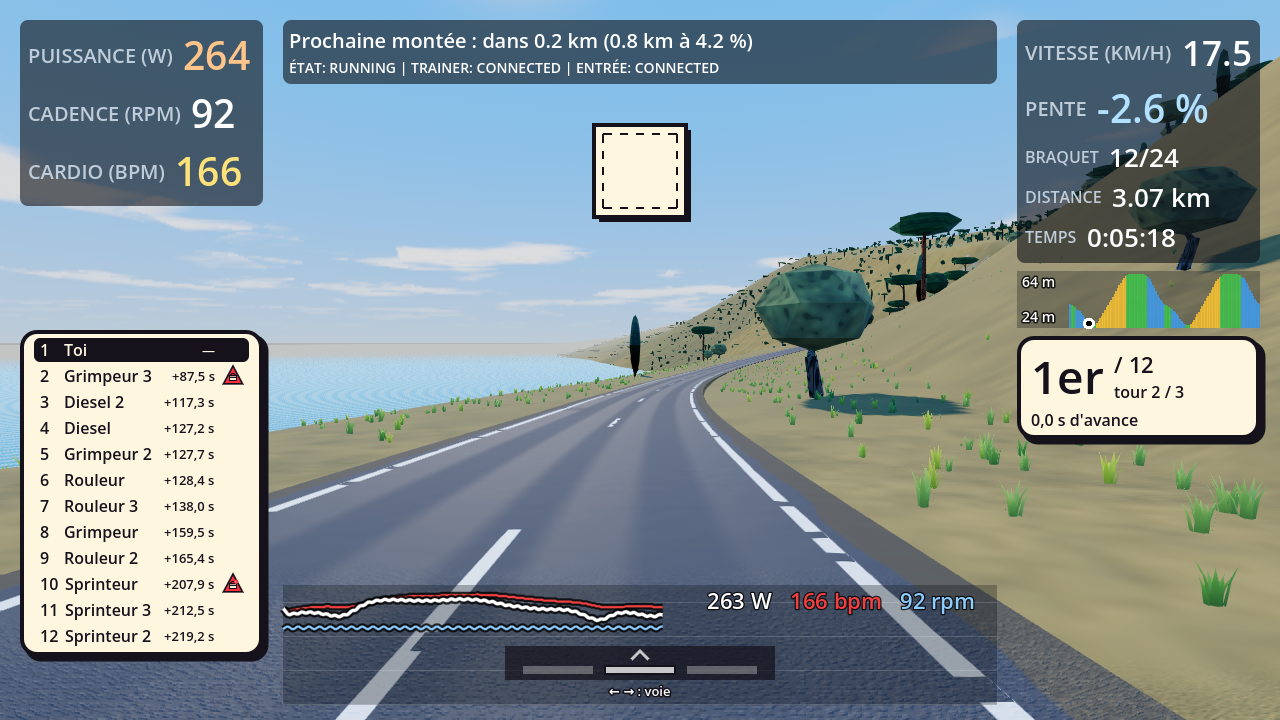 PUISSANCE (W) 264
CADENCE (RPM) 92
CARDIO (BPM) 166
Prochaine montée : dans 0.2 km (0.8 km à 4.2 %)
ÉTAT: RUNNING | TRAINER: CONNECTED | ENTRÉE: CONNECTED
VITESSE (KM/H) 17.5
PENTE -2.6 %
BRAQUET 12/24
DISTANCE 3.07 km
TEMPS 0:05:18
64 m
24 m
1er / 12
tour 2 / 3
0,0 s d'avance
1 Toi —
2 Grimpeur 3 +87,5 s
3 Diesel 2 +117,3 s
4 Diesel +127,2 s
5 Grimpeur 2 +127,7 s
6 Rouleur +128,4 s
7 Rouleur 3 +138,0 s
8 Grimpeur +159,5 s
9 Rouleur 2 +165,4 s
10 Sprinteur +207,9 s
11 Sprinteur 3 +212,5 s
12 Sprinteur 2 +219,2 s
263 W 166 bpm 92 rpm
← → : voie